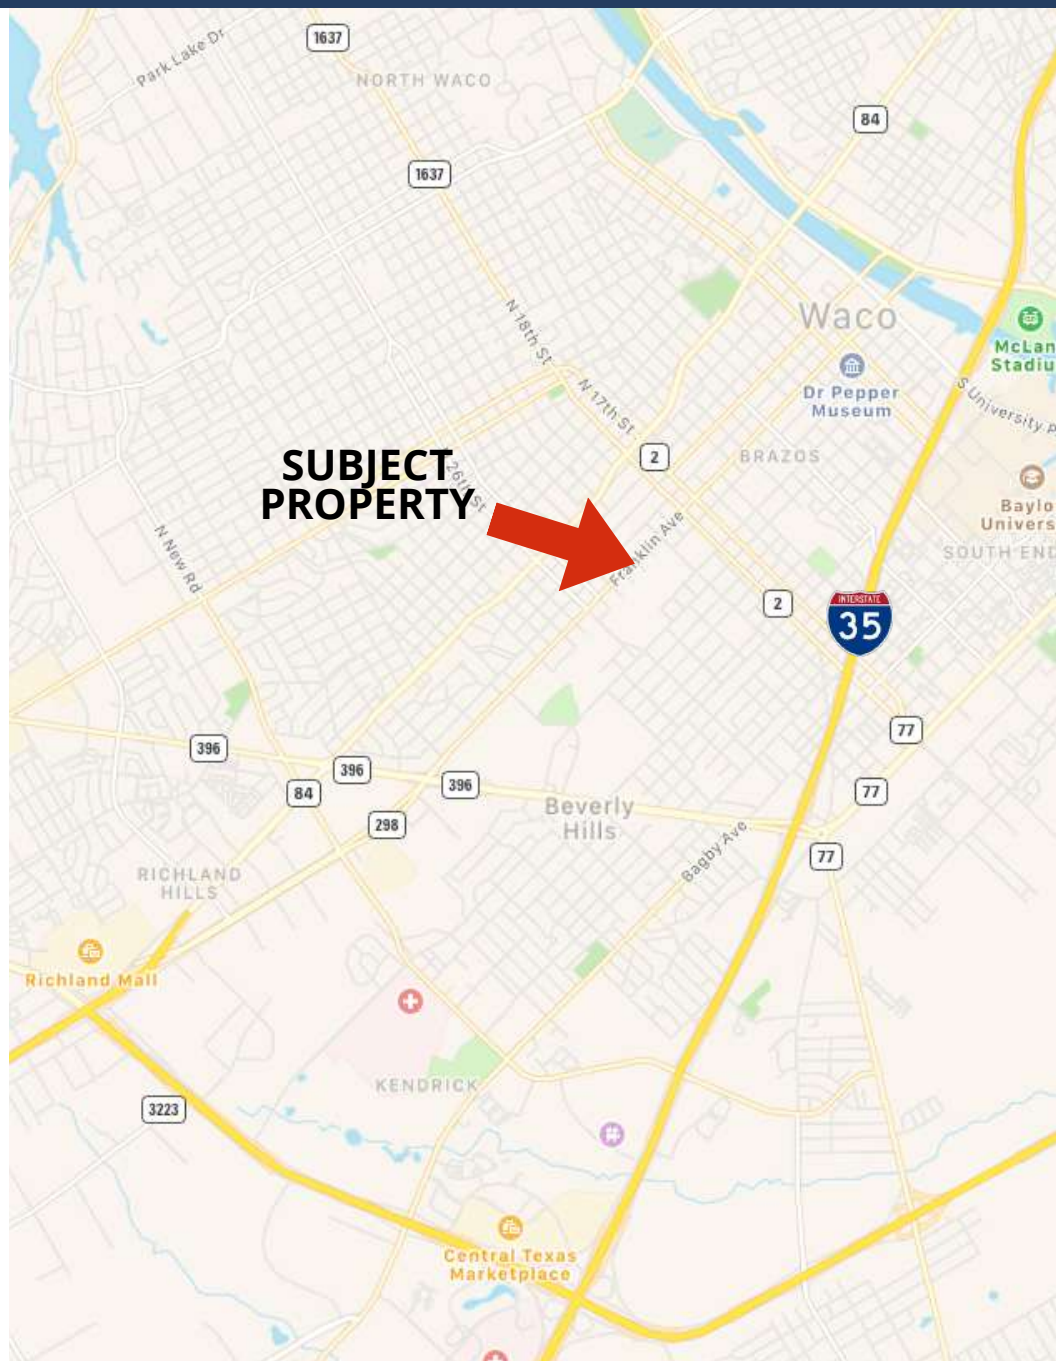 Park Lake Dr
1637
NORTH WACO
84
1637
N 18th St
Waco
McLan
Stadiu
Dr Pepper
Museum
S University P
N 17th St
SUBJECT
PROPERTY
26th St
2
BRAZOS
Baylo
Univers
SOUTH END
Franklin Ave
N New Rd
2
INTERSTATE
35
77
396
396
396
84
77
298
Beverly
Hills
Bagby Ave
77
RICHLAND
HILLS
Richland Mall
KENDRICK
3223
Central Texas
Marketplace